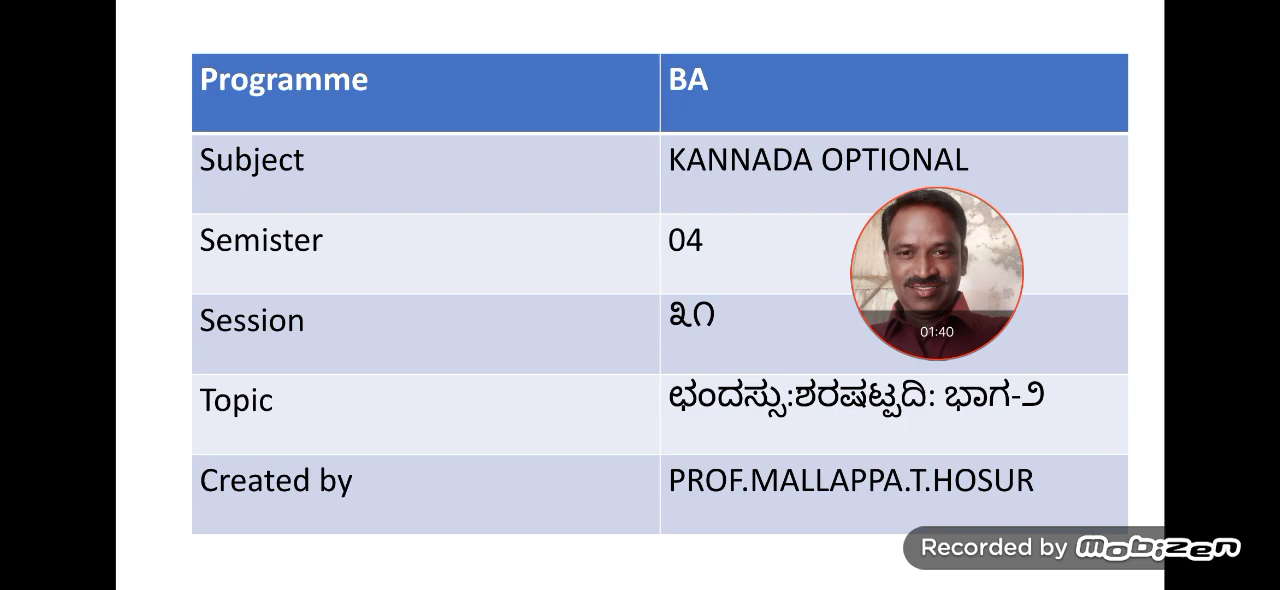 Programme BA
Subject KANNADA OPTIONAL
Semister 04
Session ೩೧
01:40
Topic ಛಂದಸ್ಸು:ಶರಷಟ್ಪದಿ: ಭಾಗ-೨
Created by PROF.MALLAPPA.T.HOSUR
Recorded by Mobizen